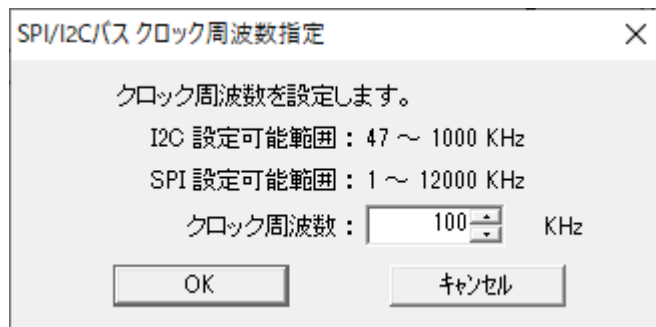 SPI/I2Cバス クロック周波数指定
クロック周波数を設定します。
I2C 設定可能範囲： 47 ～ 1000 KHz
SPI 設定可能範囲： 1 ～ 12000 KHz
クロック周波数： 100 KHz
OK キャンセル